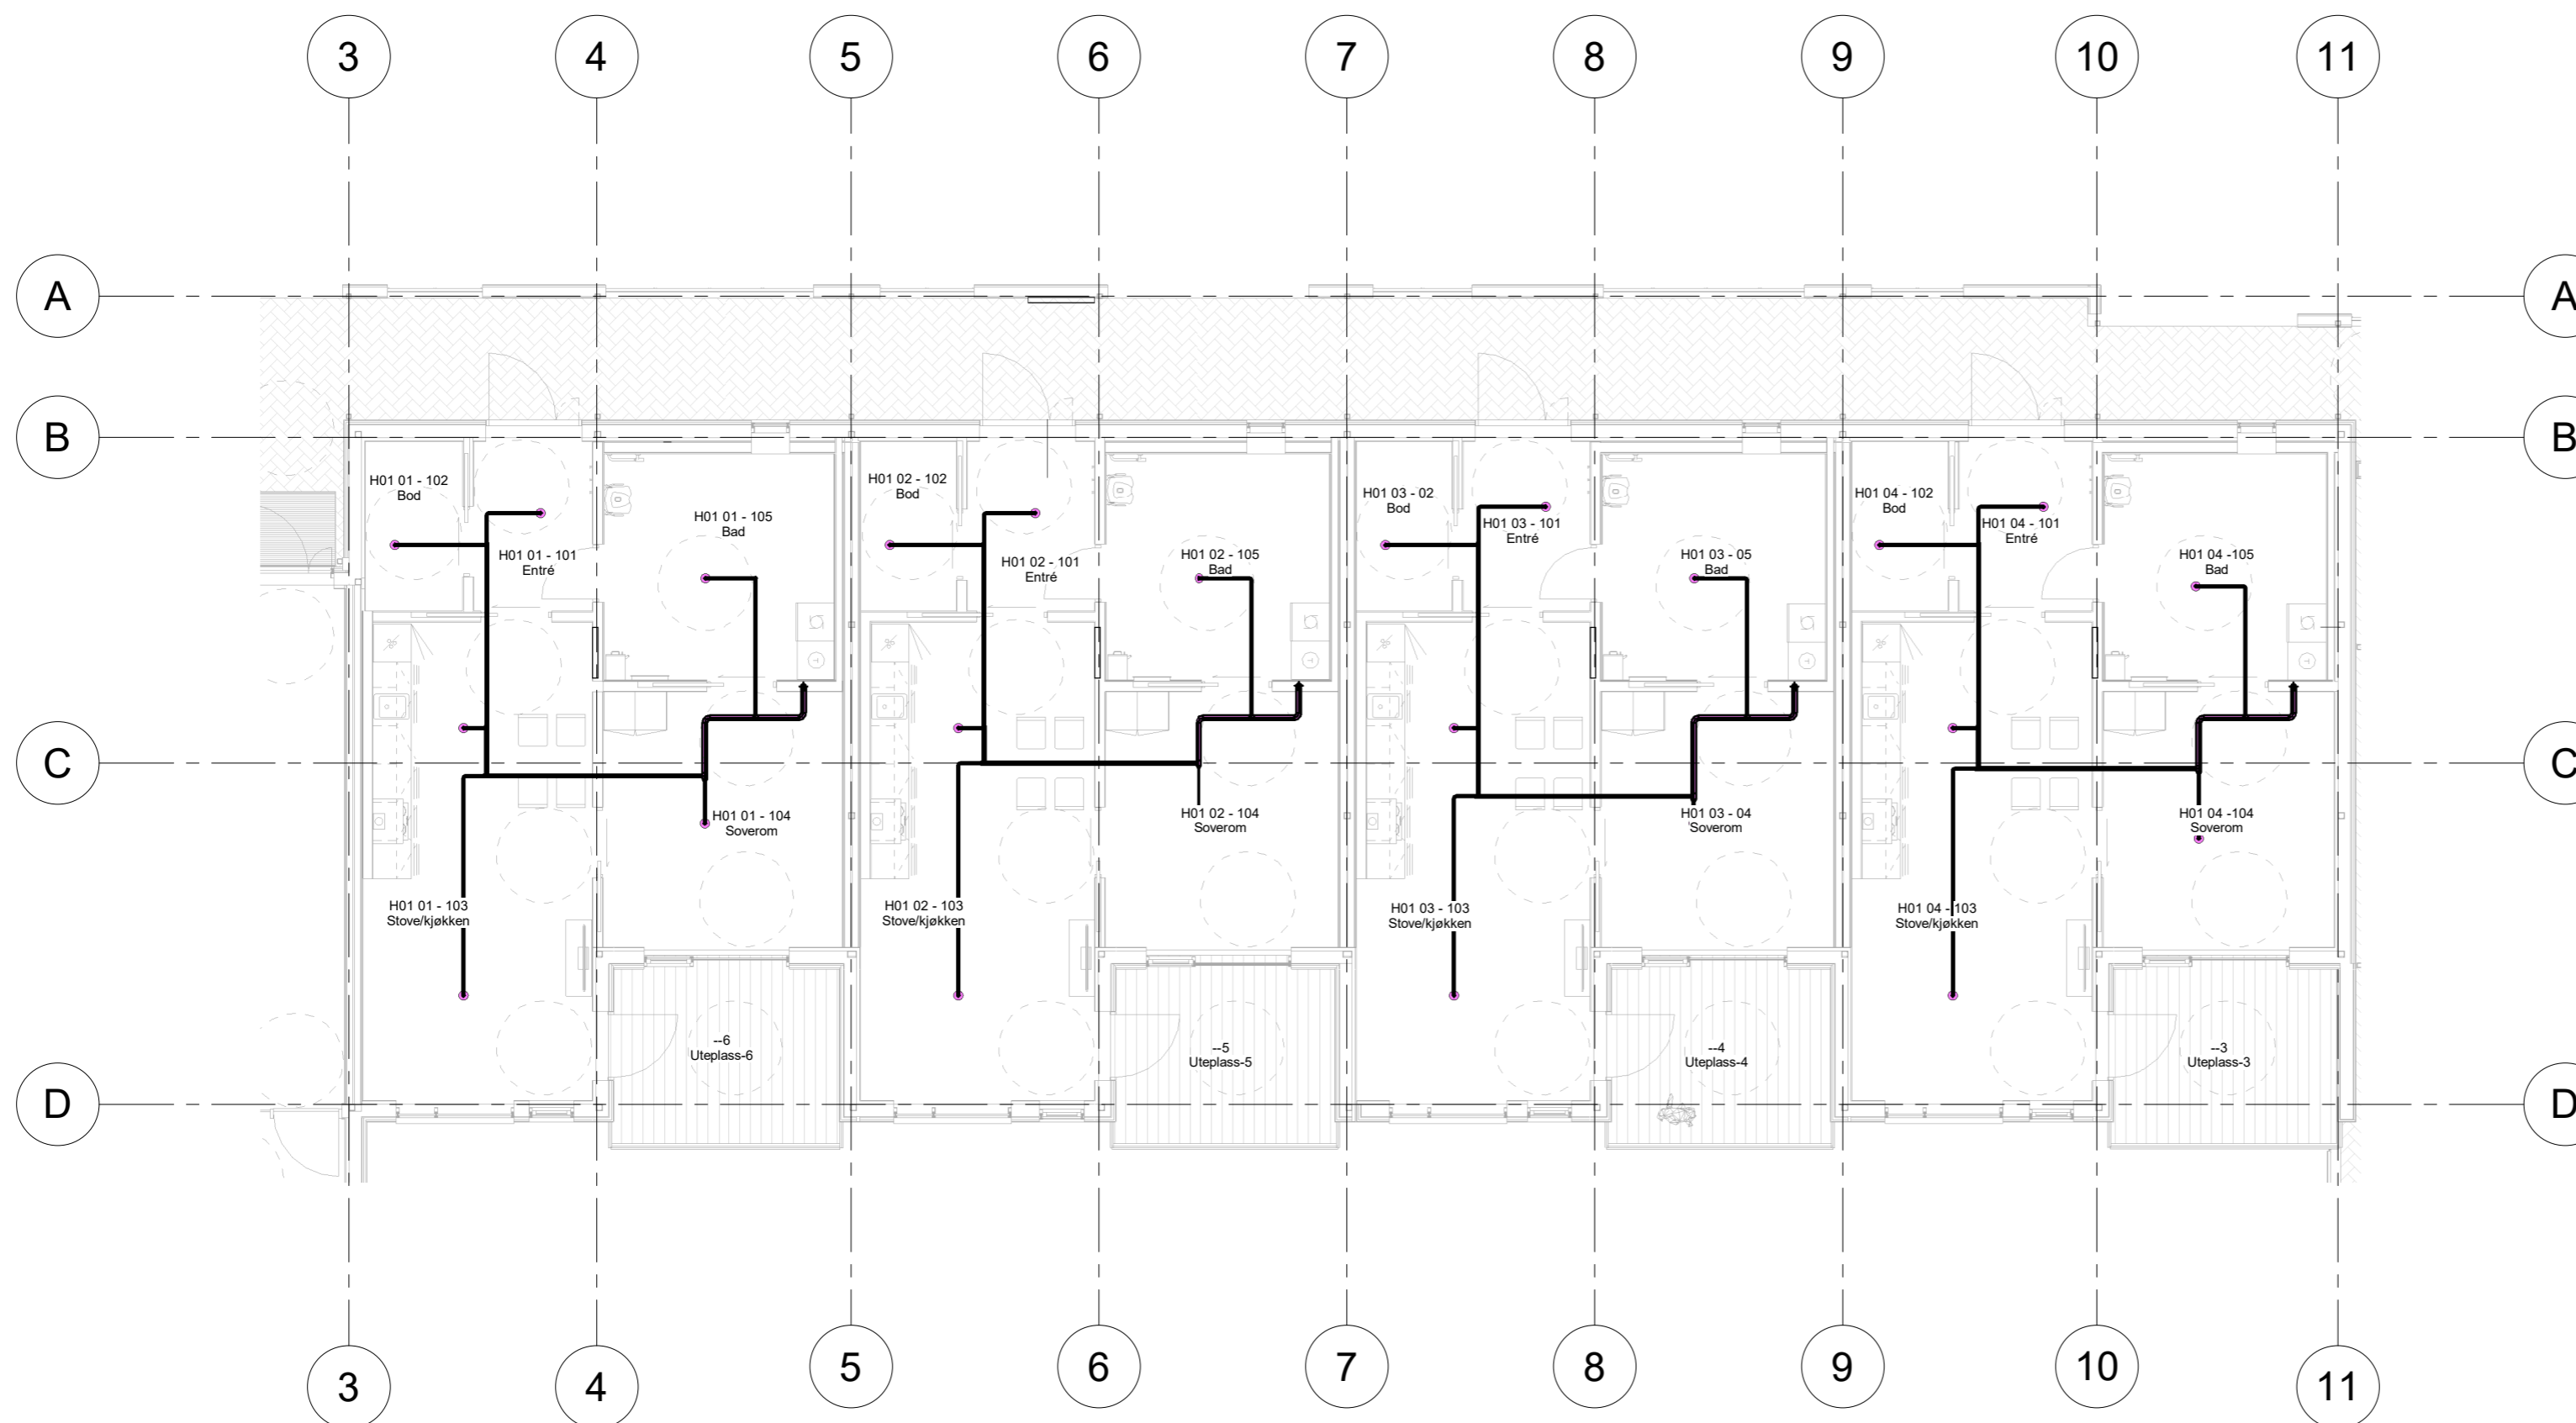 3
4
5
6
7
8
9
10
11
A
A
B
B
H01 01 - 102
Bod
H01 01 - 101
Entré
H01 01 - 105
Bad
H01 02 - 102
Bod
H01 02 - 101
Entré
H01 02 - 105
Bad
H01 03 - 02
Bod
H01 03 - 101
Entré
H01 03 - 05
Bad
H01 04 - 102
Bod
H01 04 - 101
Entré
H01 04 -105
Bad
C
C
H01 01 - 104
Soverom
H01 02 - 104
Soverom
H01 03 - 04
Soverom
H01 04 -104
Soverom
H01 01 - 103
Stove/kjøkken
H01 02 - 103
Stove/kjøkken
H01 03 - 103
Stove/kjøkken
H01 04 - 103
Stove/kjøkken
--6
Uteplass-6
--5
Uteplass-5
--4
Uteplass-4
--3
Uteplass-3
D
D
3
4
5
6
7
8
9
10
11